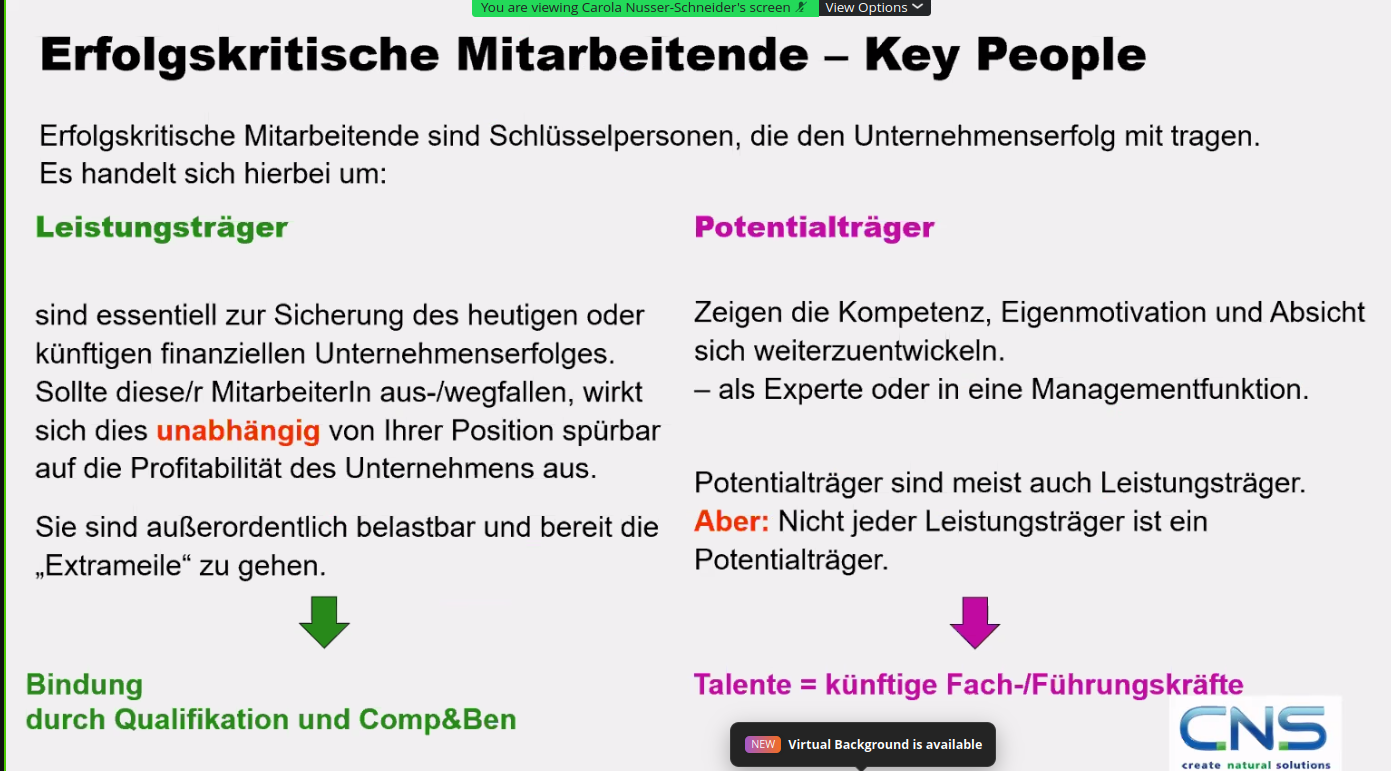 You are viewing Carola Nusser-Schneider's screen
View Options
Erfolgskritische Mitarbeitende – Key People
Erfolgskritische Mitarbeitende sind Schlüsselpersonen, die den Unternehmenserfolg mit tragen.
Es handelt sich hierbei um:
Leistungsträger
sind essentiell zur Sicherung des heutigen oder
künftigen finanziellen Unternehmenserfolges.
Sollte diese/r MitarbeiterIn aus-/wegfallen, wirkt
sich dies unabhängig von Ihrer Position spürbar
auf die Profitabilität des Unternehmens aus.
Sie sind außerordentlich belastbar und bereit die
„Extrameile“ zu gehen.
Bindung
durch Qualifikation und Comp&Ben
Potentialträger
Zeigen die Kompetenz, Eigenmotivation und Absicht
sich weiterzuentwickeln.
– als Experte oder in eine Managementfunktion.
Potentialträger sind meist auch Leistungsträger.
Aber: Nicht jeder Leistungsträger ist ein
Potentialträger.
Talente = künftige Fach-/Führungskräfte
CNS
create natural solutions
NEW Virtual Background is available